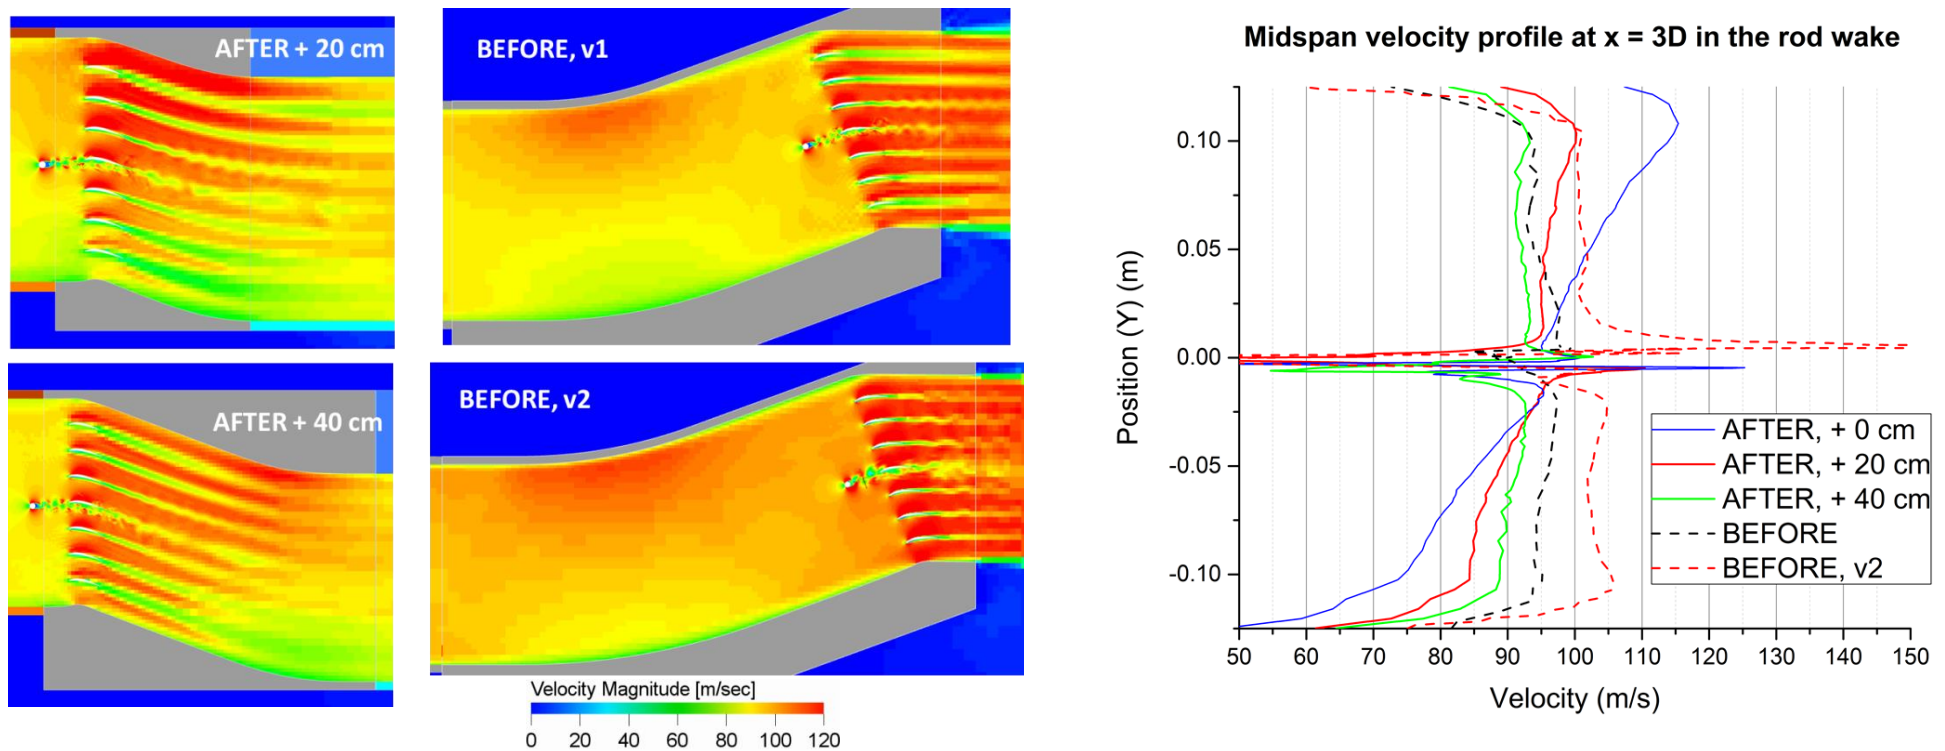 AFTER + 20 cm
BEFORE, v1
AFTER + 40 cm
BEFORE, v2
Velocity Magnitude [m/sec]
0 20 40 60 80 100 120
Midspan velocity profile at x = 3D in the rod wake
Position (Y) (m)
0.10
0.05
0.00
-0.05
-0.10
AFTER, + 0 cm
AFTER, + 20 cm
AFTER, + 40 cm
BEFORE
BEFORE, v2
50 60 70 80 90 100 110 120 130 140 150
Velocity (m/s)